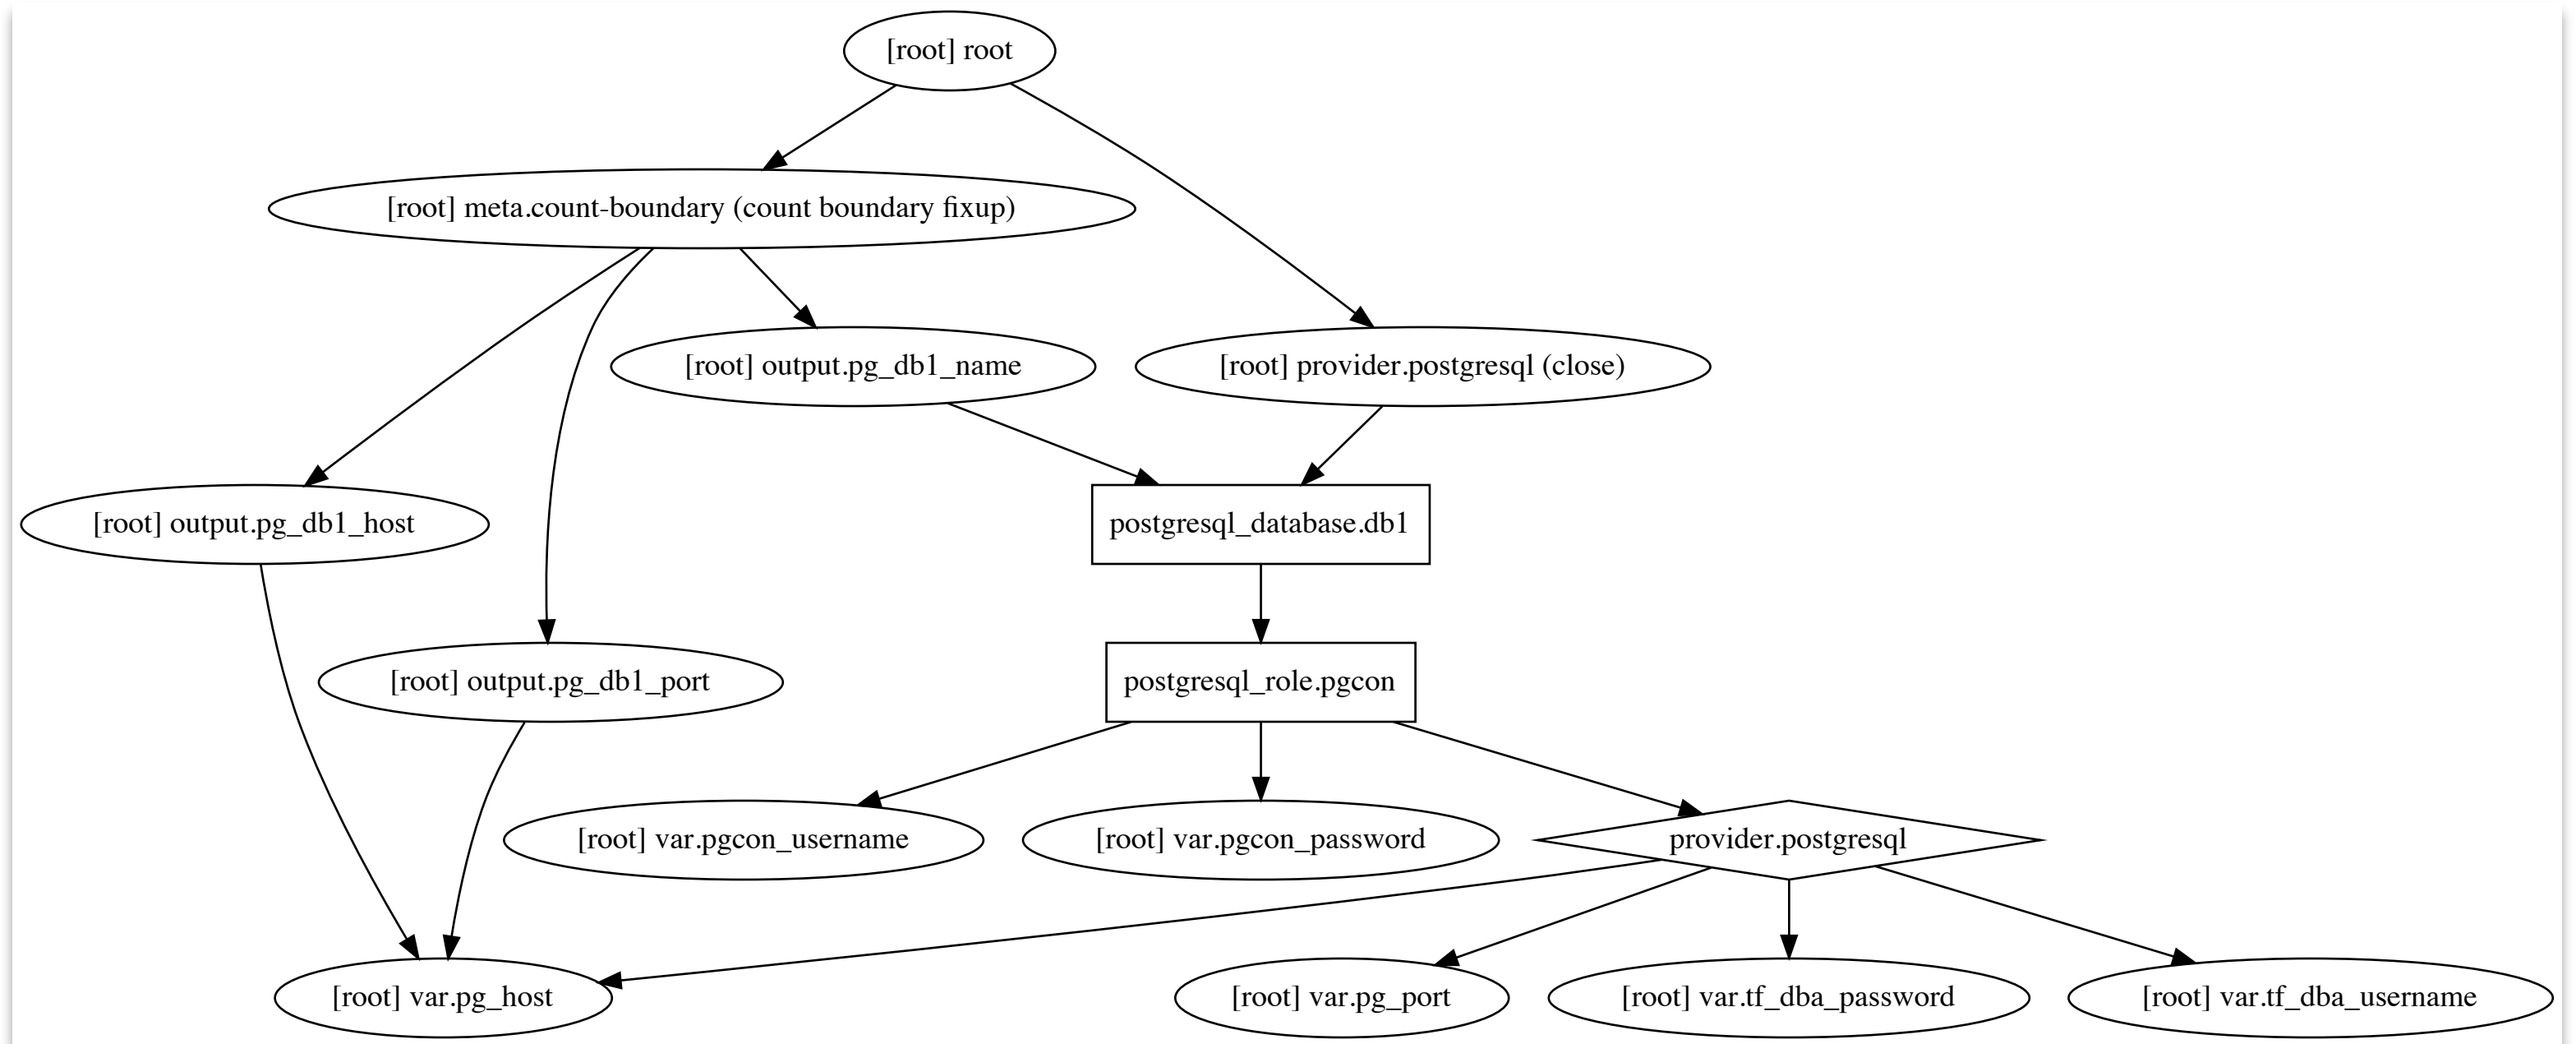 [root] root
[root] meta.count-boundary (count boundary fixup)
[root] output.pg_db1_name
[root] provider.postgresql (close)
[root] output.pg_db1_host
postgresql_database.db1
[root] output.pg_db1_port
postgresql_role.pgcon
[root] var.pgcon_username
[root] var.pgcon_password
provider.postgresql
[root] var.pg_host
[root] var.pg_port
[root] var.tf_dba_password
[root] var.tf_dba_username